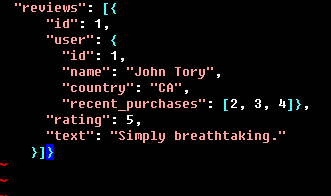 "reviews": [{
    "id": 1,
    "user": {
      "id": 1,
      "name": "John Tory",
      "country": "CA",
      "recent_purchases": [2, 3, 4]},
    "rating": 5,
    "text": "Simply breathtaking."
  }]}
~
~
~